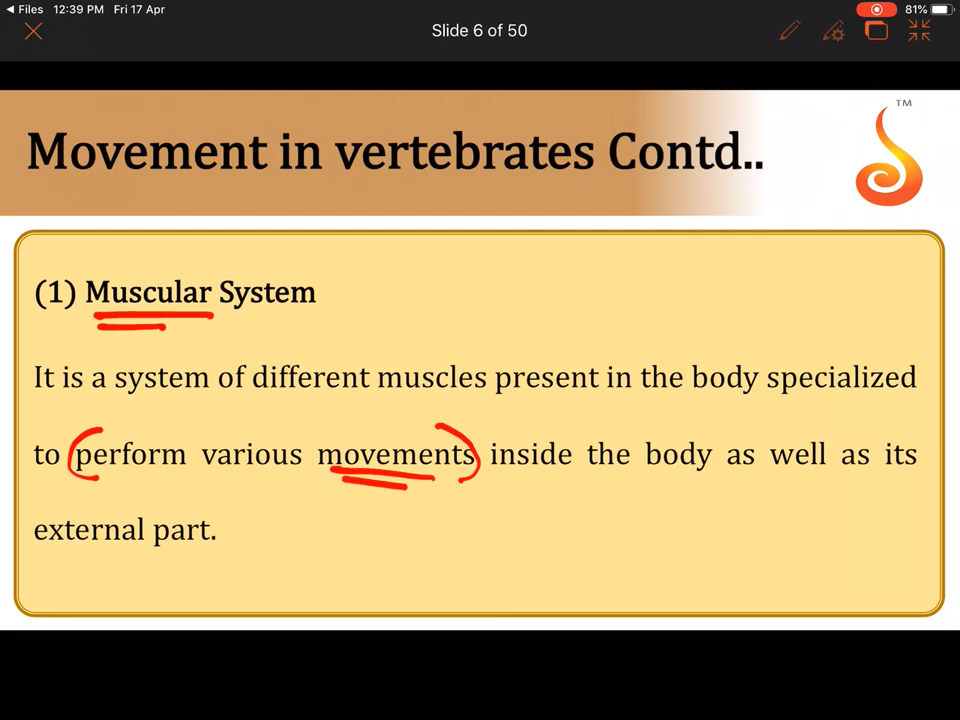 Files 12:39 PM Fri 17 Apr 81%
Slide 6 of 50
TM
Movement in vertebrates Contd..
(1) Muscular System
It is a system of different muscles present in the body specialized
to perform various movements inside the body as well as its
external part.